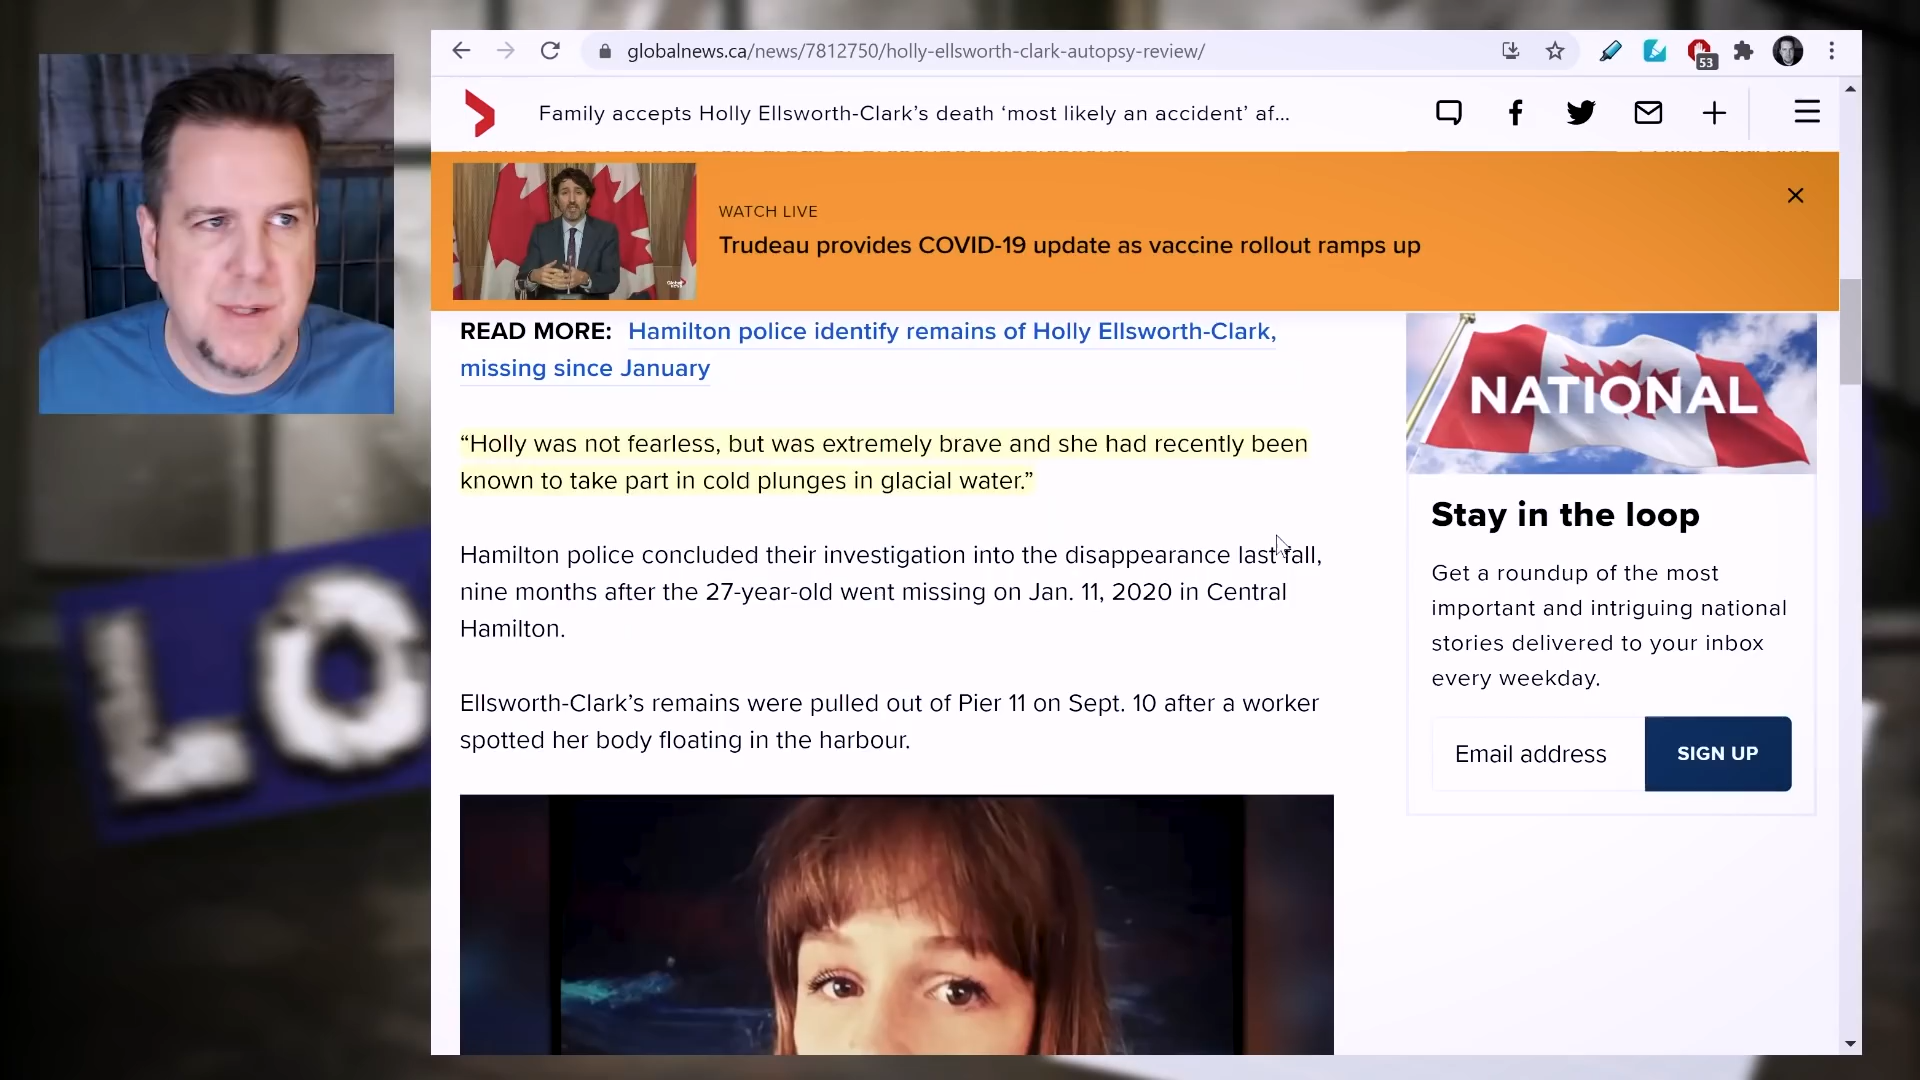 globalnews.ca/news/7812750/holly-ellsworth-clark-autopsy-review/
53
Family accepts Holly Ellsworth-Clark’s death ‘most likely an accident’ af...
WATCH LIVE
Trudeau provides COVID-19 update as vaccine rollout ramps up
READ MORE: Hamilton police identify remains of Holly Ellsworth-Clark,
missing since January
“Holly was not fearless, but was extremely brave and she had recently been
known to take part in cold plunges in glacial water.”
Hamilton police concluded their investigation into the disappearance last fall,
nine months after the 27-year-old went missing on Jan. 11, 2020 in Central
Hamilton.
Ellsworth-Clark’s remains were pulled out of Pier 11 on Sept. 10 after a worker
spotted her body floating in the harbour.
NATIONAL
Stay in the loop
Get a roundup of the most
important and intriguing national
stories delivered to your inbox
every weekday.
Email address
SIGN UP
LO